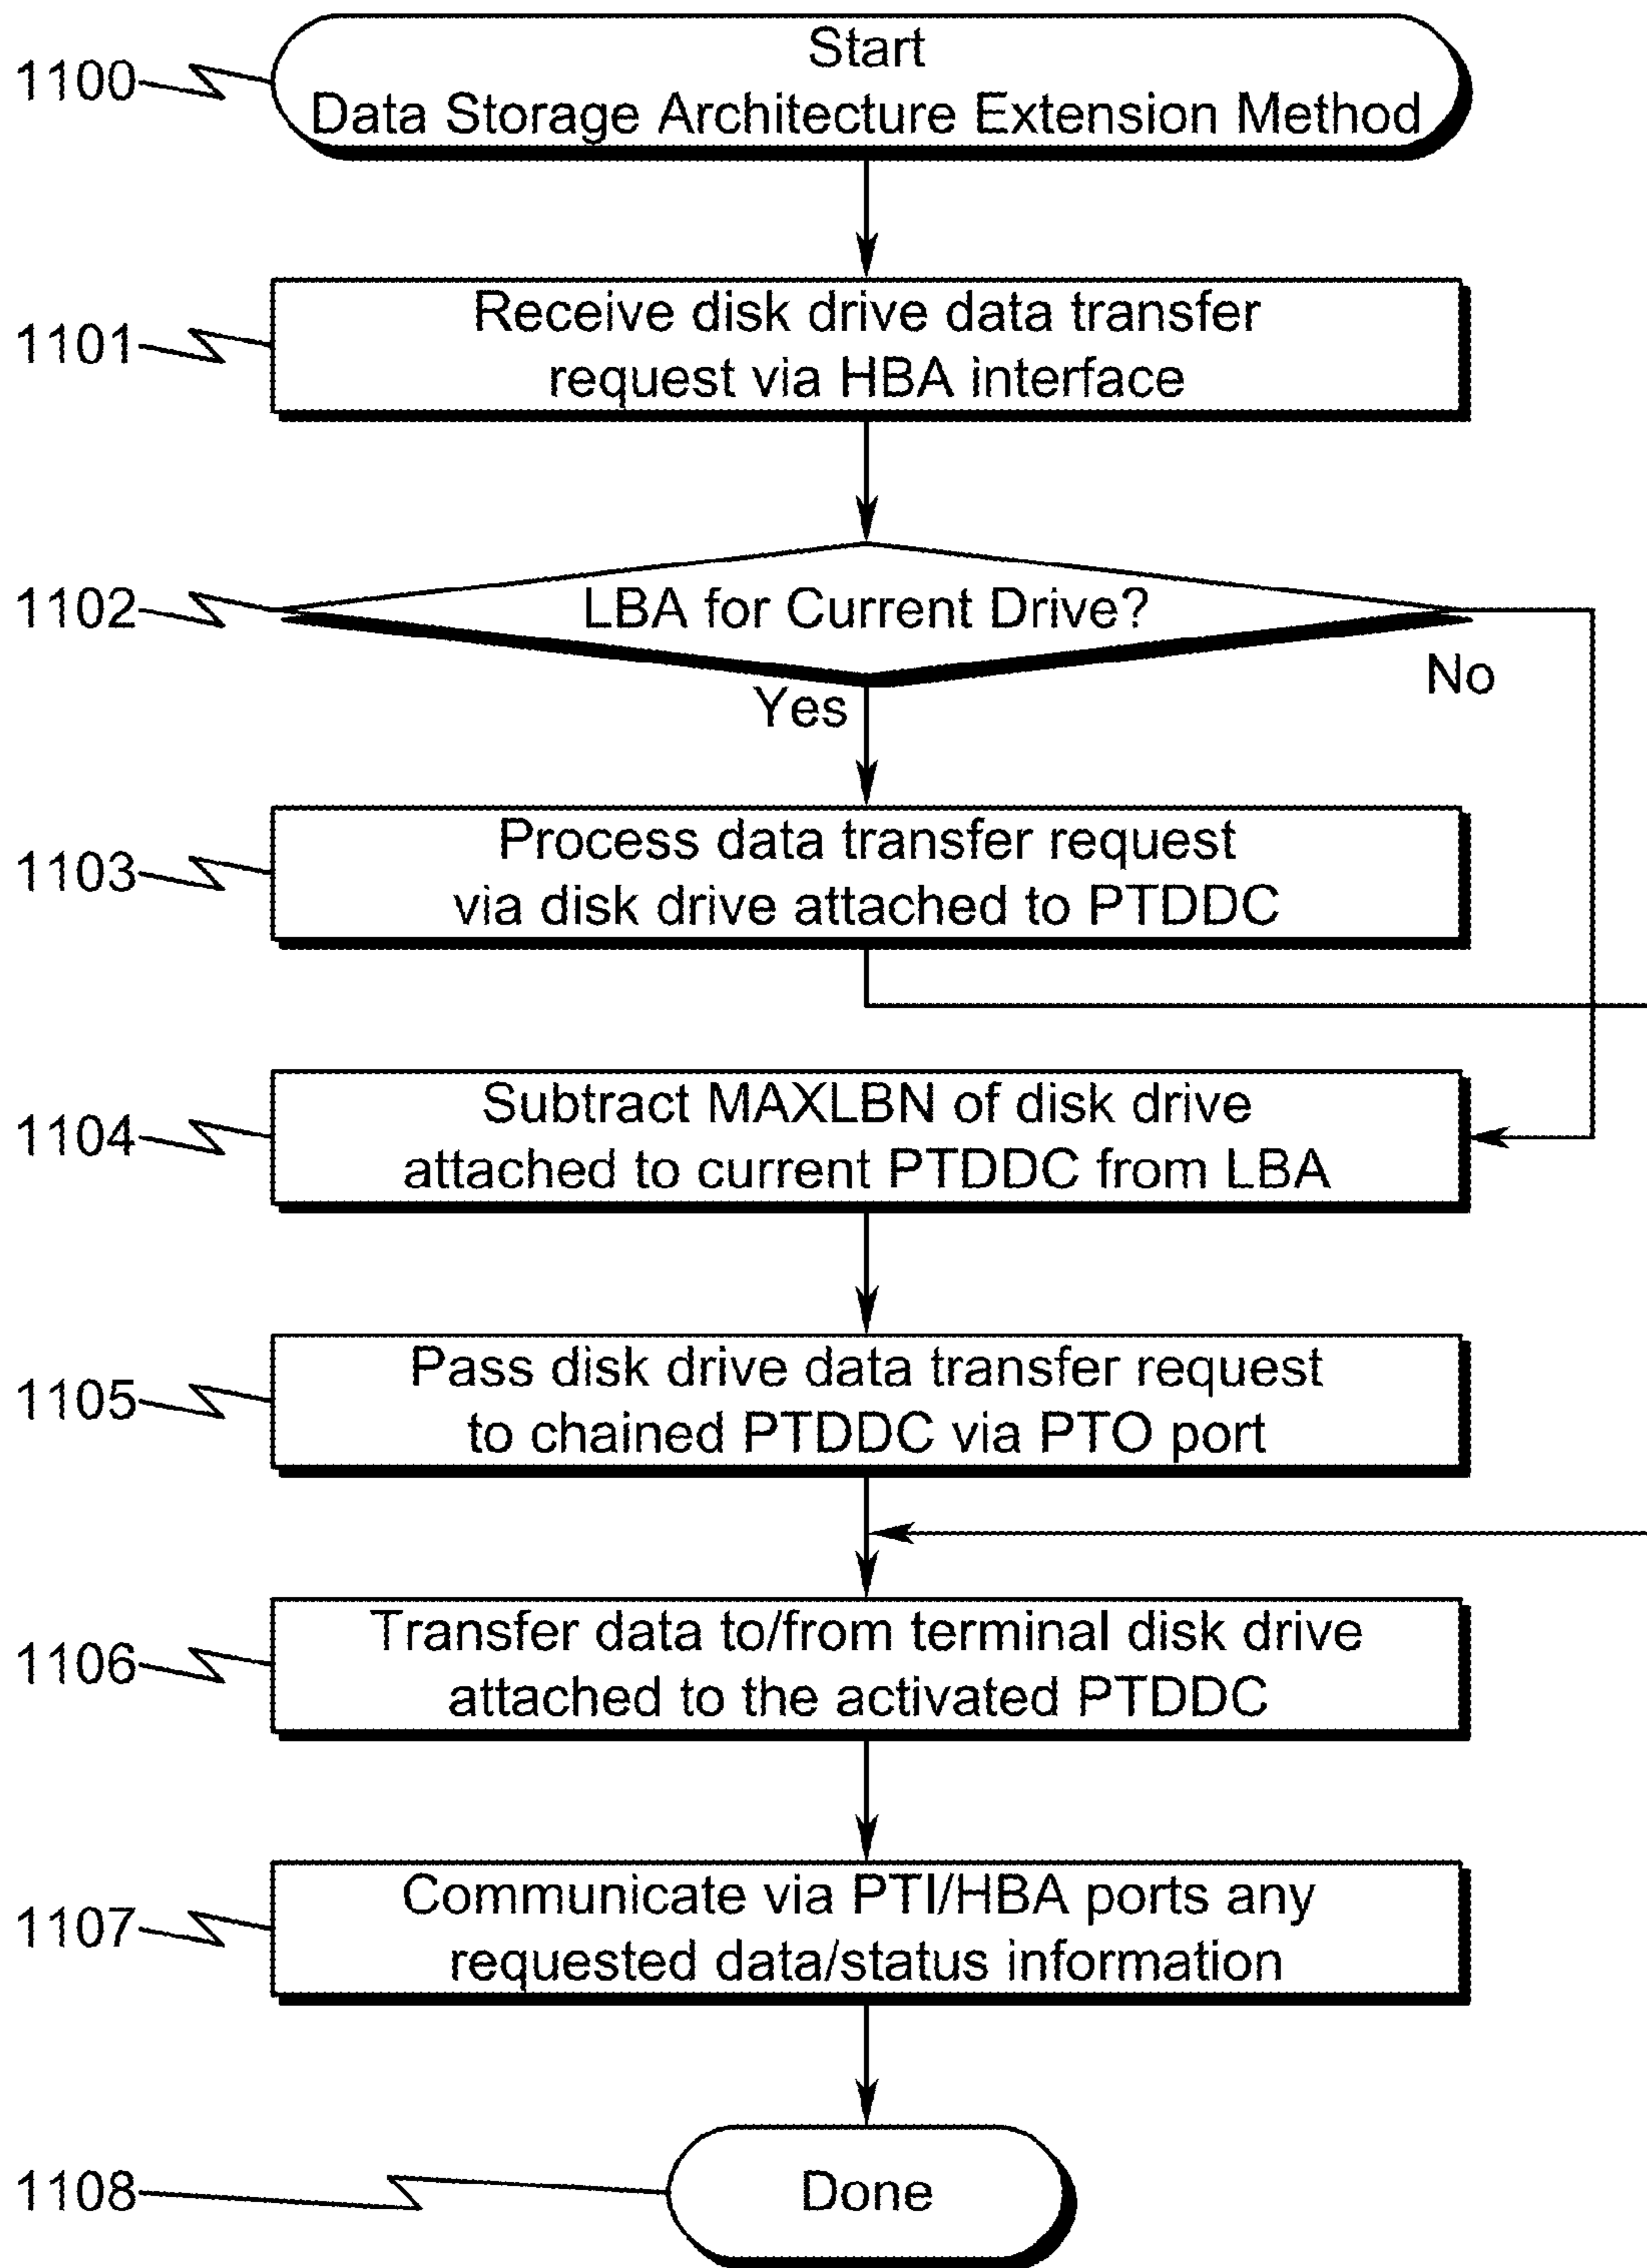 1100
Start
Data Storage Architecture Extension Method
1101
Receive disk drive data transfer
request via HBA interface
1102
LBA for Current Drive?
No
Yes
1103
Process data transfer request
via disk drive attached to PTDDC
1104
Subtract MAXLBN of disk drive
attached to current PTDDC from LBA
1105
Pass disk drive data transfer request
to chained PTDDC via PTO port
1106
Transfer data to/from terminal disk drive
attached to the activated PTDDC
1107
Communicate via PTI/HBA ports any
requested data/status information
1108
Done